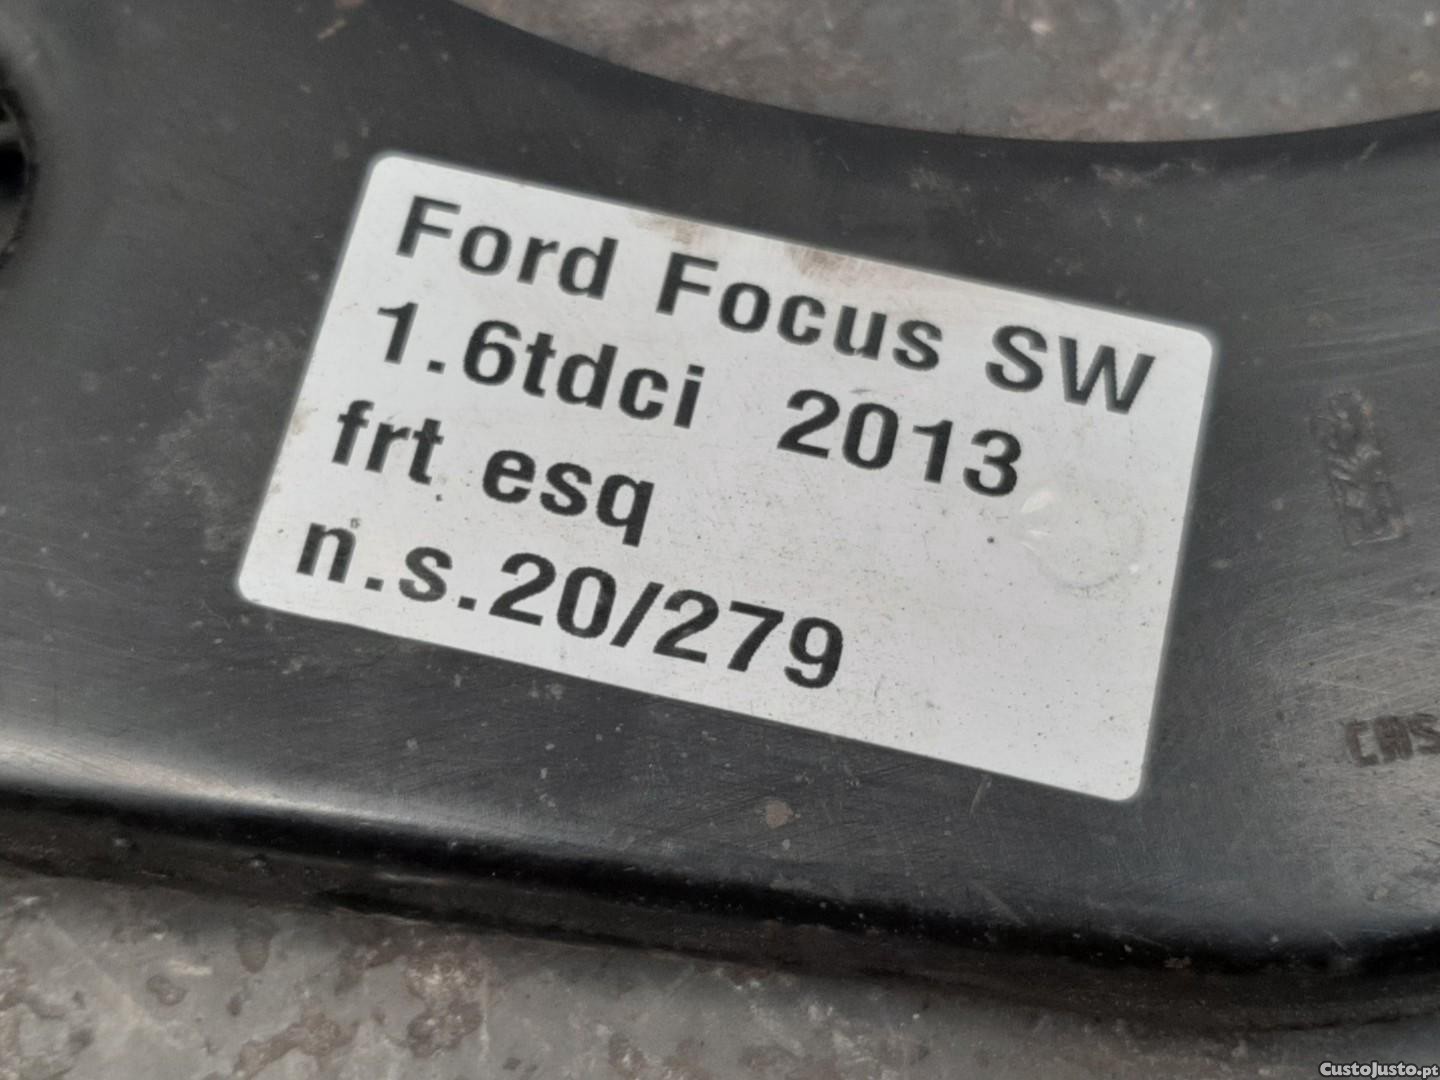 Ford Focus SW
1.6tdci 2013
frt esq
n.s.20/279
CustoJusto.pt